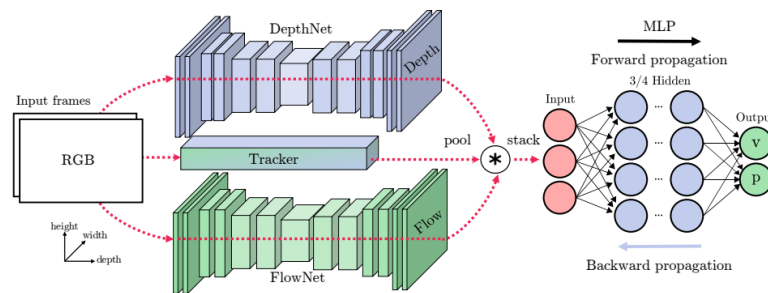 DepthNet
Depth
Input frames
RGB
Tracker
Flow
FlowNet
height
width
depth
pool
*
stack
MLP
Forward propagation
3/4 Hidden
Input
...
...
...
...
Output
v
p
Backward propagation